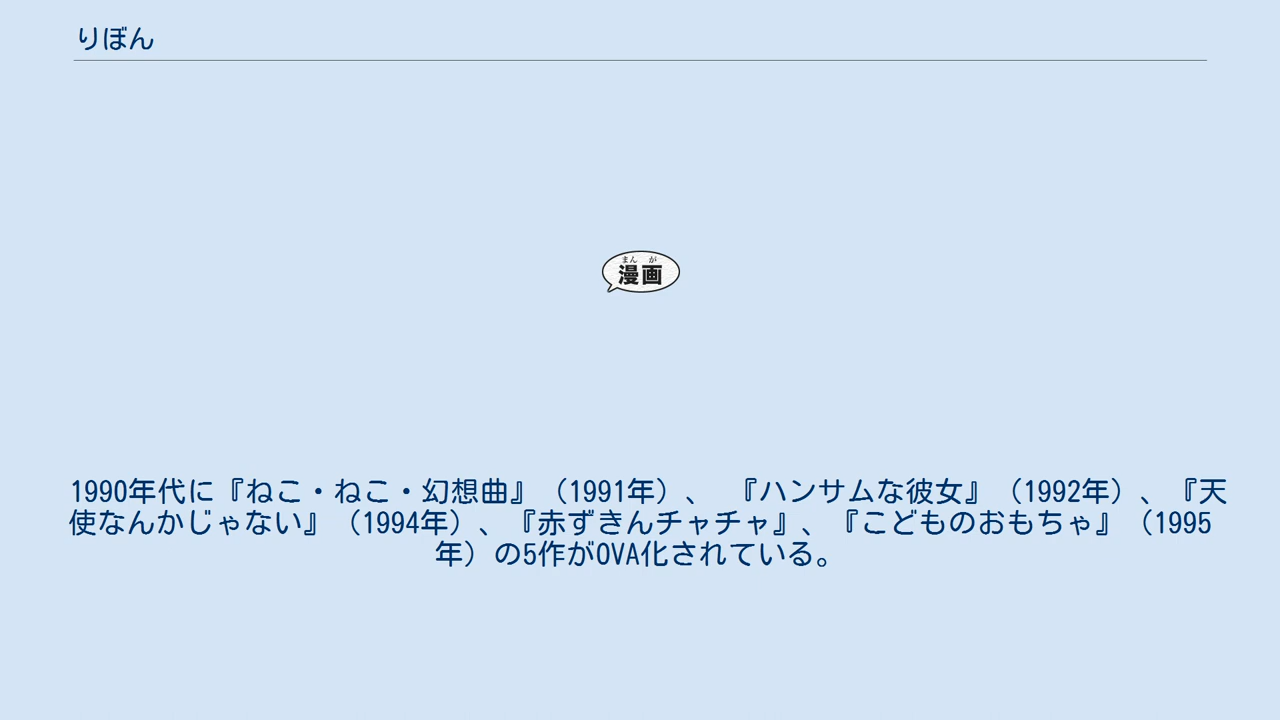 りぼん
まんが
漫画
1990年代に『ねこ・ねこ・幻想曲』（1991年）、 『ハンサムな彼女』（1992年）、『天
使なんかじゃない』（1994年）、『赤ずきんチャチャ』、『こどものおもちゃ』（1995
年）の5作がOVA化されている。